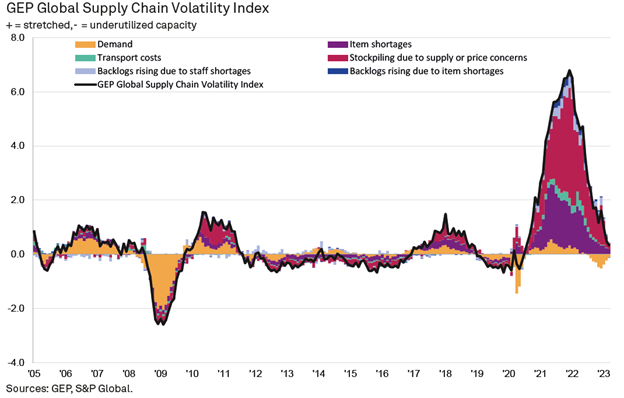 GEP Global Supply Chain Volatility Index
+ = stretched, - = underutilized capacity
8.0
Demand
Item shortages
Transport costs
Stockpiling due to supply or price concerns
Backlogs rising due to staff shortages
Backlogs rising due to item shortages
GEP Global Supply Chain Volatility Index
6.0
4.0
2.0
0.0
-2.0
-4.0
'05 '06 '07 '08 '09 '10 '11 '12 '13 '14 '15 '16 '17 '18 '19 '20 '21 '22 '23
Sources: GEP, S&P Global.